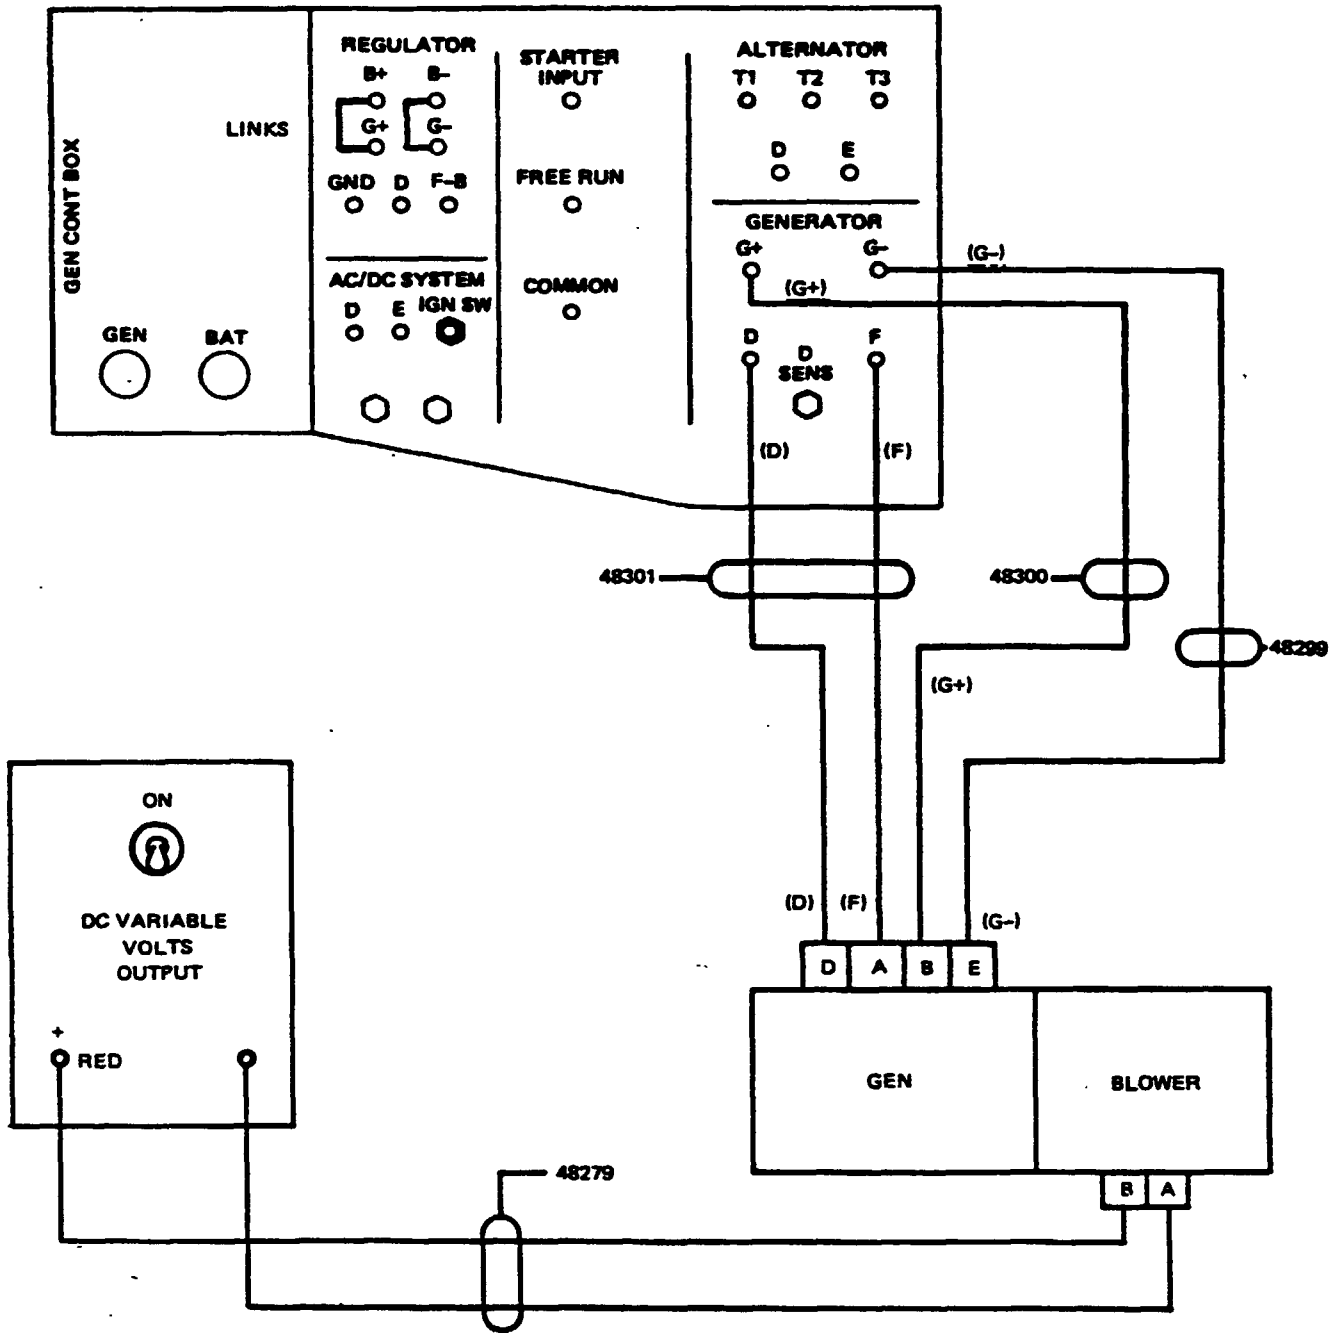 GEN CONT BOX
LINKS
GEN
BAT
REGULATOR
B+ B-
G+ G-
GND D F-B
AC/DC SYSTEM
D E IGN SW
STARTER
INPUT
FREE RUN
COMMON
ALTERNATOR
T1 T2 T3
D E
GENERATOR
G+ G-
(G-)
(G+)
D F
D
SENS
(D) (F)
48301
48300
48299
(G+)
ON
DC VARIABLE
VOLTS
OUTPUT
+
RED
(D) (F) (G-)
D A B E
GEN
BLOWER
B A
48279